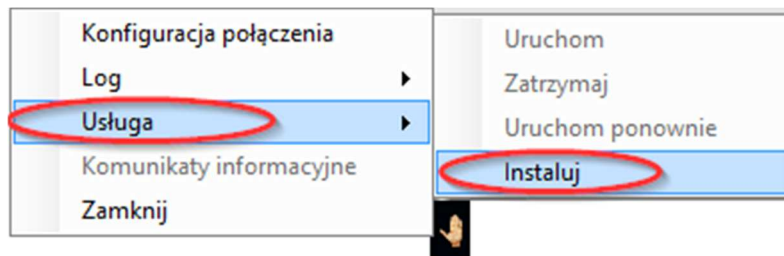 Konfiguracja połączenia
Log
Usługa
Komunikaty informacyjne
Zamknij
Uruchom
Zatrzymaj
Uruchom ponownie
Instaluj